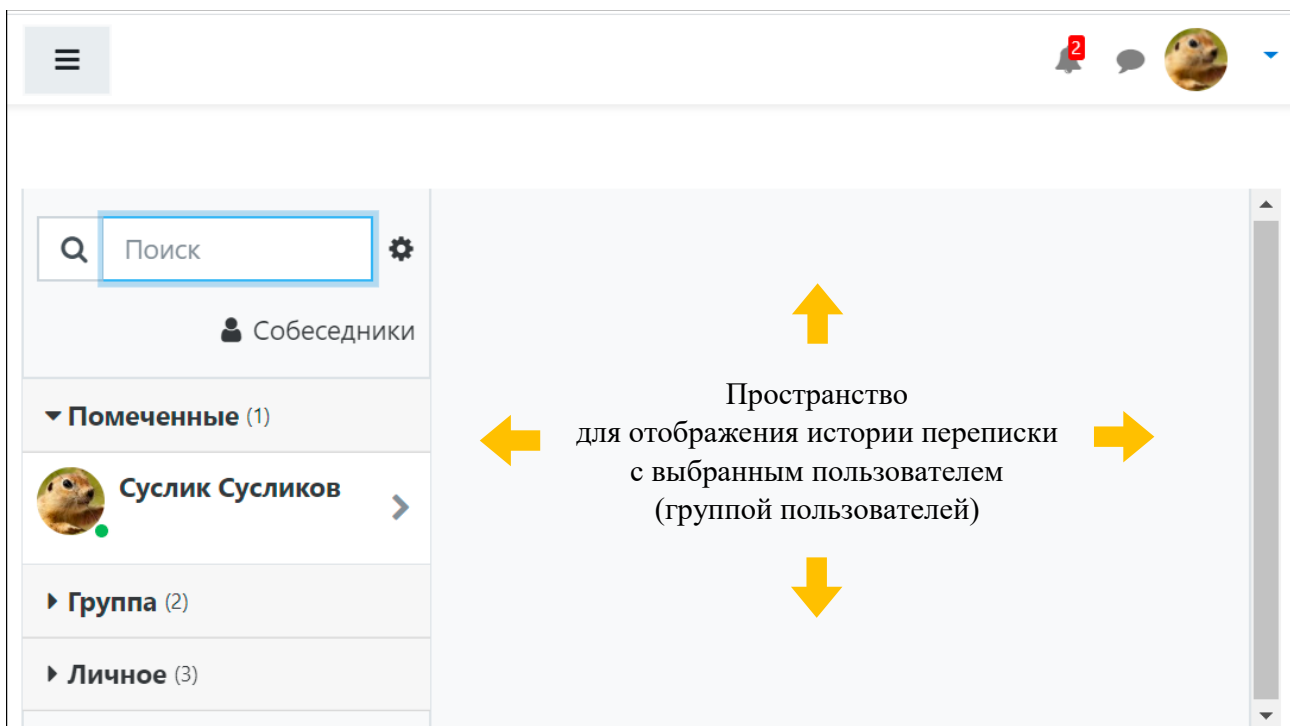 2
Поиск
Собеседники
Помеченные (1)
Суслик Сусликов
Группа (2)
Личное (3)
Пространство
для отображения истории переписки
с выбранным пользователем
(группой пользователей)